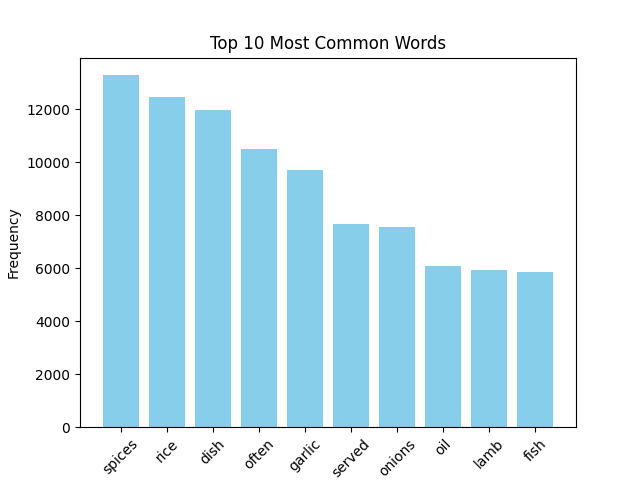 Top 10 Most Common Words
Frequency
12000
10000
8000
6000
4000
2000
0
spices
rice
dish
often
garlic
served
onions
oil
lamb
fish